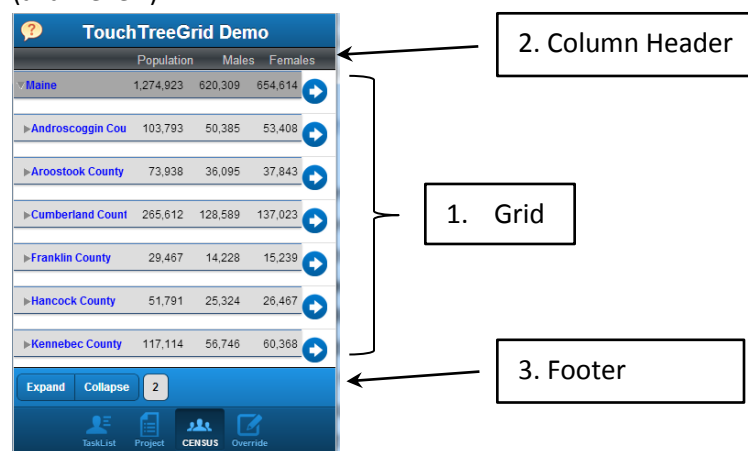 TouchTreeGrid Demo
2. Column Header
Population Males Females
Maine 1,274,923 620,309 654,614
Androscoggin Cou 103,793 50,385 53,408
Aroostook County 73,938 36,095 37,843
1. Grid
Cumberland Count 265,612 128,589 137,023
Franklin County 29,467 14,228 15,239
Hancock County 51,791 25,324 26,467
Kennebec County 117,114 56,746 60,368
3. Footer
Expand Collapse 2
TaskList Project CENSUS Override